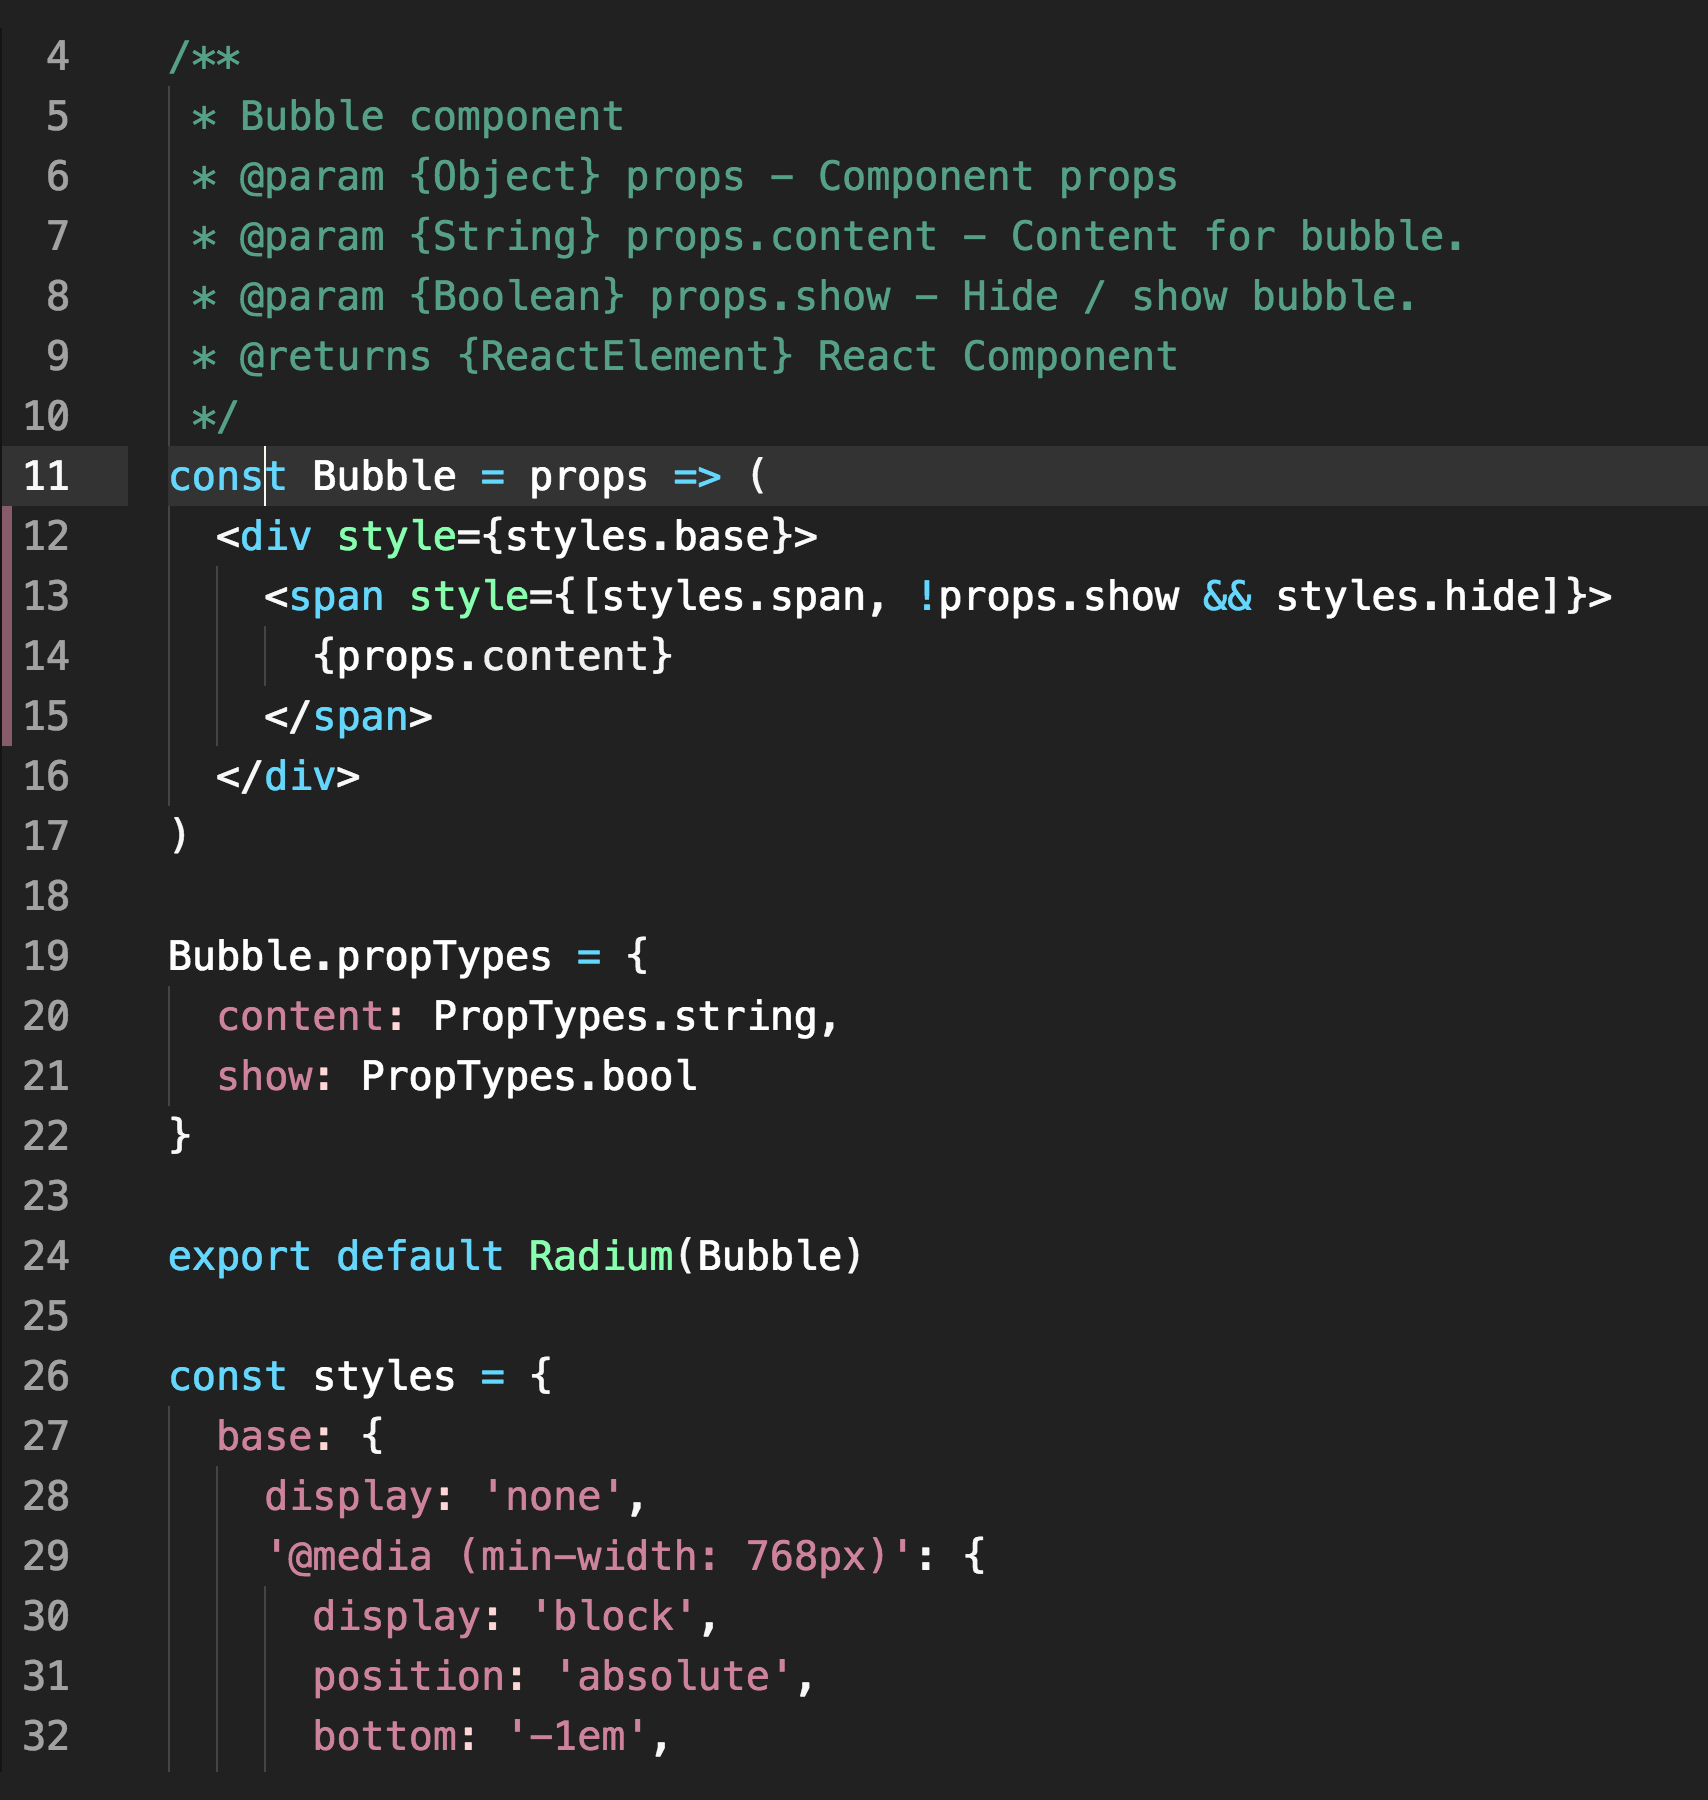 4 /**
5  * Bubble component
6  * @param {Object} props - Component props
7  * @param {String} props.content - Content for bubble.
8  * @param {Boolean} props.show - Hide / show bubble.
9  * @returns {ReactElement} React Component
10  */
11 const Bubble = props => (
12   <div style={styles.base}>
13     <span style={[styles.span, !props.show && styles.hide]}>
14       {props.content}
15     </span>
16   </div>
17 )
18
19 Bubble.propTypes = {
20   content: PropTypes.string,
21   show: PropTypes.bool
22 }
23
24 export default Radium(Bubble)
25
26 const styles = {
27   base: {
28     display: 'none',
29     '@media (min-width: 768px)': {
30       display: 'block',
31       position: 'absolute',
32       bottom: '-1em',